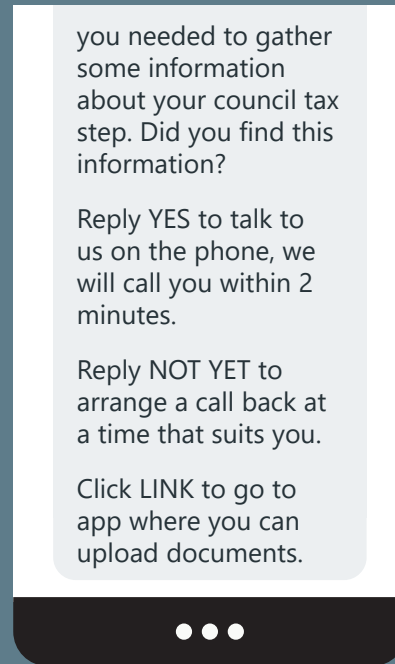 you needed to gather
some information
about your council tax
step. Did you find this
information?
Reply YES to talk to
us on the phone, we
will call you within 2
minutes.
Reply NOT YET to
arrange a call back at
a time that suits you.
Click LINK to go to
app where you can
upload documents.